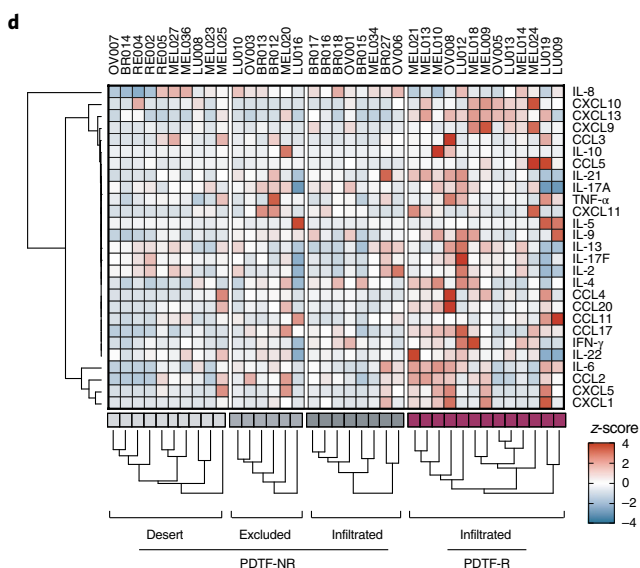 d
OV007 BR014 RE004 RE002 RE005 MEL027 MEL036 LU008 MEL023 MEL025 LU010 OV003 BR013 BR012 MEL020 LU016 BR017 BR016 BR018 OV001 BR015 MEL034 BR027 OV006 MEL021 MEL013 MEL010 OV008 LU012 MEL018 MEL009 OV005 LU013 MEL014 MEL024 LU019 LU009
IL-8
CXCL10
CXCL13
CXCL9
CCL3
IL-10
CCL5
IL-21
IL-17A
TNF-α
CXCL11
IL-5
IL-9
IL-13
IL-17F
IL-2
IL-4
CCL4
CCL20
CCL11
CCL17
IFN-γ
IL-22
IL-6
CCL2
CXCL5
CXCL1
z-score
4
2
0
−2
−4
Desert Excluded Infiltrated Infiltrated
PDTF-NR PDTF-R